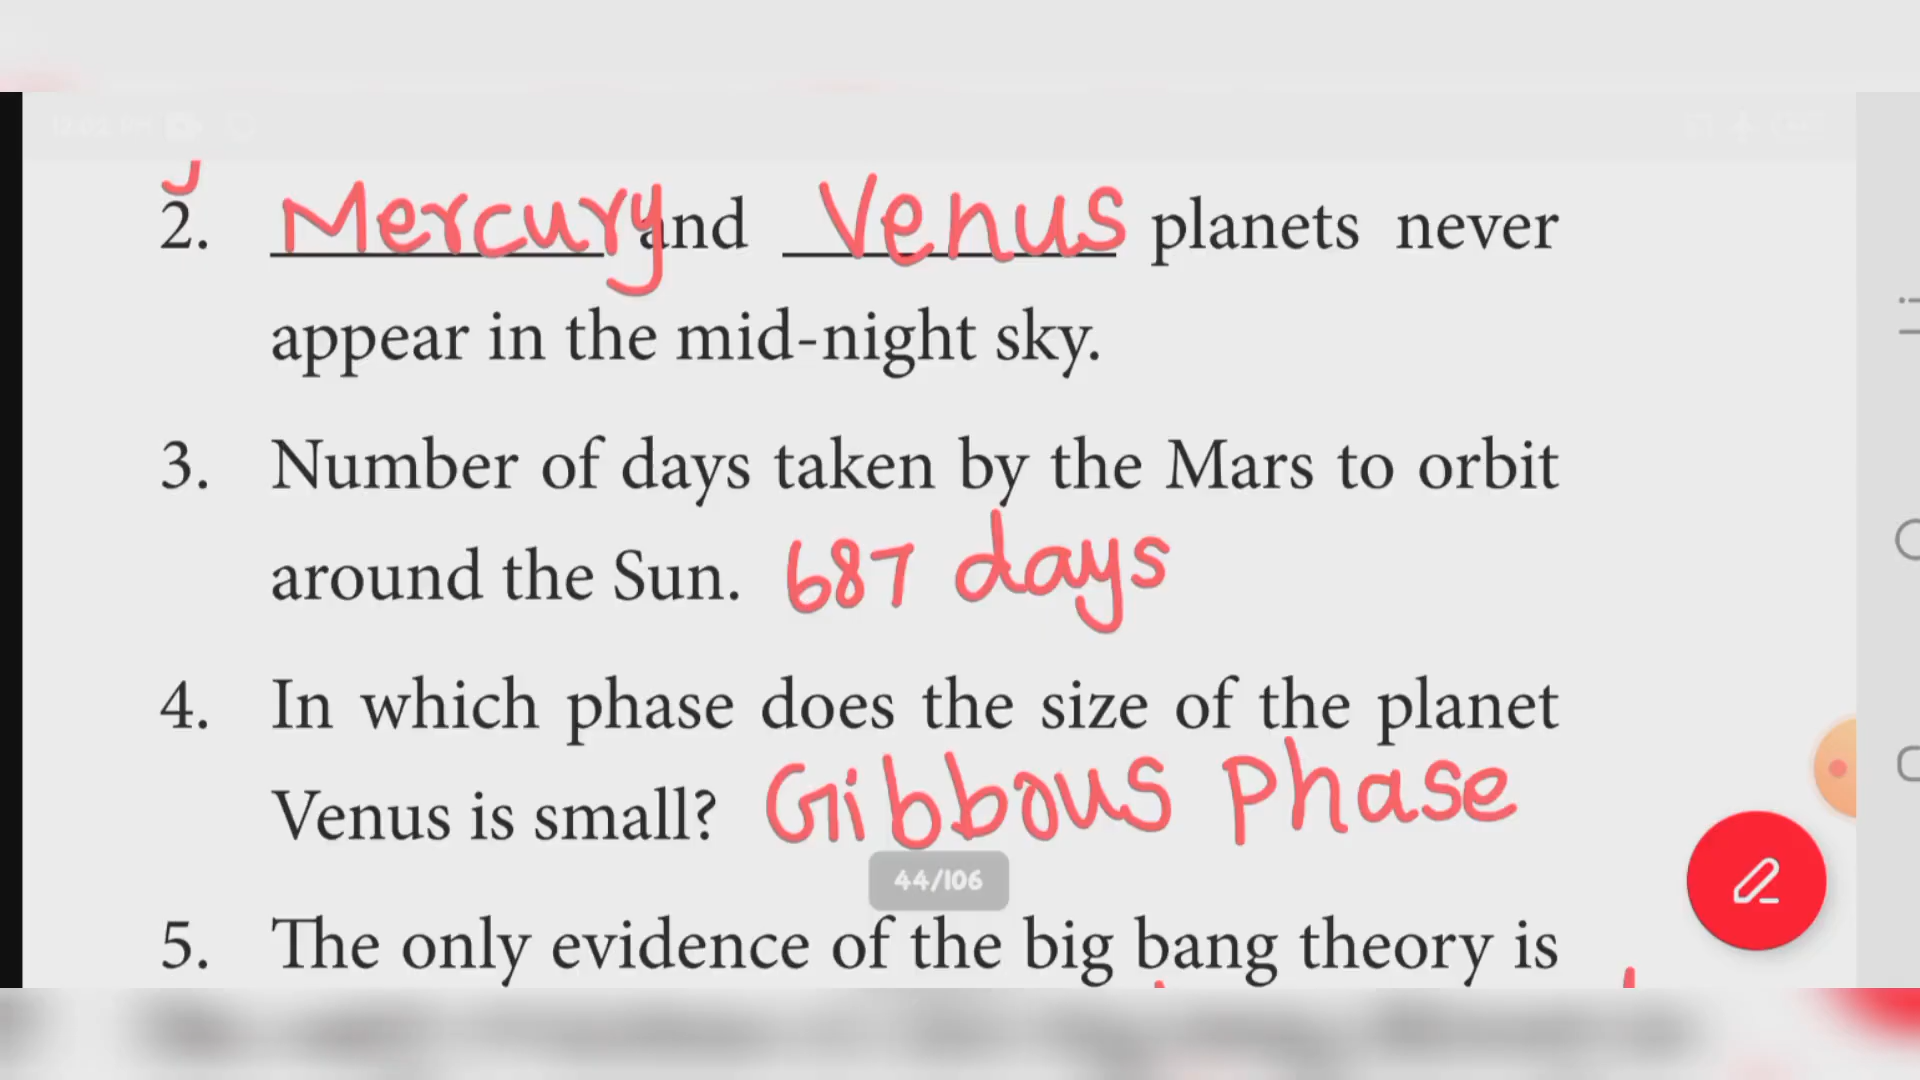 2. Mercury and Venus planets never
appear in the mid-night sky.
3. Number of days taken by the Mars to orbit
around the Sun. 687 days
4. In which phase does the size of the planet
Venus is small? Gibbous Phase
44/106
5. The only evidence of the big bang theory is